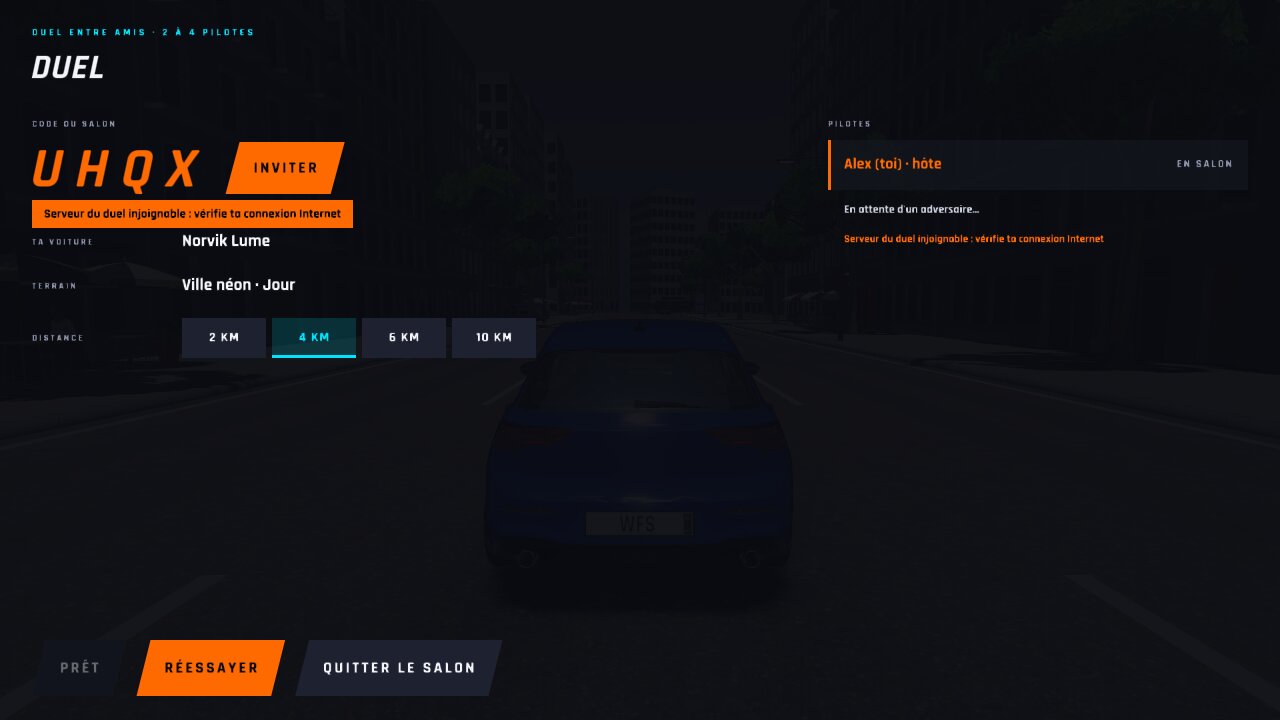 DUEL ENTRE AMIS · 2 À 4 PILOTES
DUEL
CODE DU SALON
UHQX
INVITER
Serveur du duel injoignable : vérifie ta connexion Internet
TA VOITURE
Norvik Lume
TERRAIN
Ville néon · Jour
DISTANCE
2 KM
4 KM
6 KM
10 KM
PILOTES
Alex (toi) · hôte
EN SALON
En attente d'un adversaire…
Serveur du duel injoignable : vérifie ta connexion Internet
WFS
PRÊT
RÉESSAYER
QUITTER LE SALON